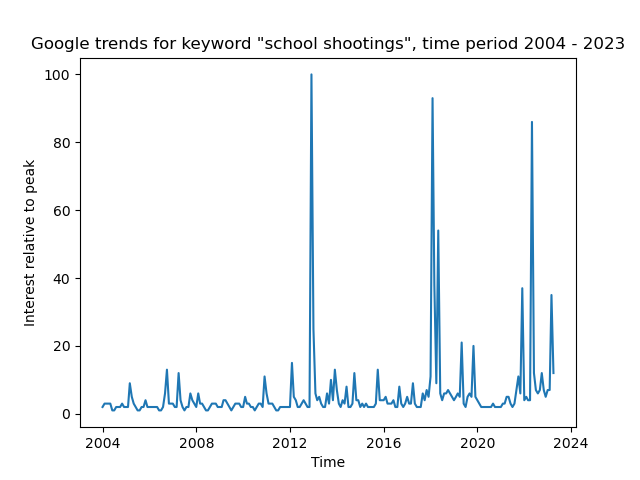 Google trends for keyword "school shootings", time period 2004 - 2023
Interest relative to peak
100
80
60
40
20
0
2004 2008 2012 2016 2020 2024
Time